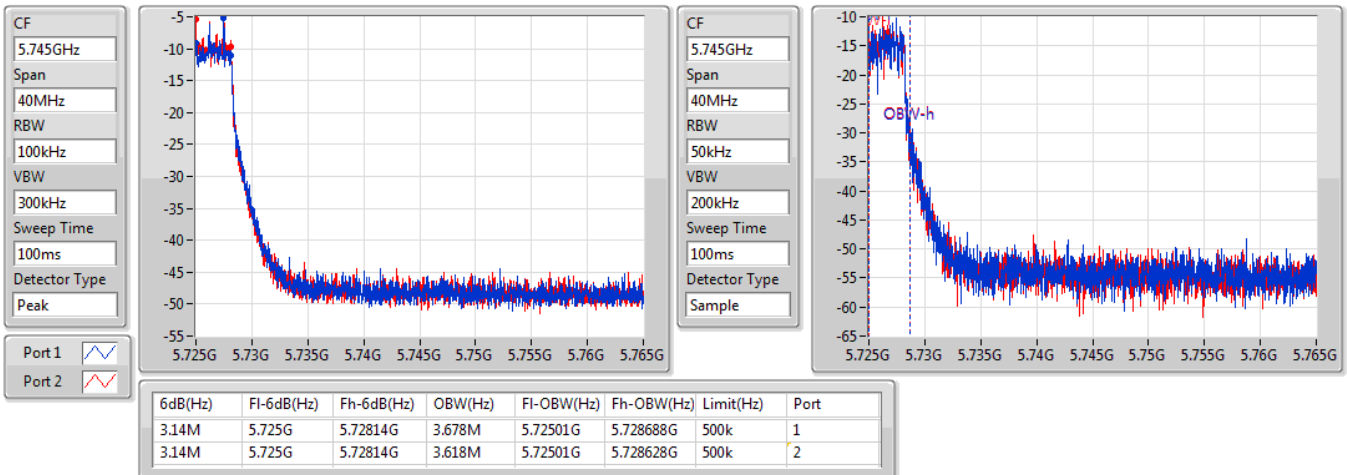 CF
5.745GHz
Span
40MHz
RBW
100kHz
VBW
300kHz
Sweep Time
100ms
Detector Type
Peak
Port 1
Port 2
-5
-10
-15
-20
-25
-30
-35
-40
-45
-50
-55
5.725G 5.73G 5.735G 5.74G 5.745G 5.75G 5.755G 5.76G 5.765G
CF
5.745GHz
Span
40MHz
RBW
50kHz
VBW
200kHz
Sweep Time
100ms
Detector Type
Sample
-10
-15
-20
-25
-30
-35
-40
-45
-50
-55
-60
-65
OBW-h
5.725G 5.73G 5.735G 5.74G 5.745G 5.75G 5.755G 5.76G 5.765G
6dB(Hz) Fl-6dB(Hz) Fh-6dB(Hz) OBW(Hz) Fl-OBW(Hz) Fh-OBW(Hz) Limit(Hz) Port
3.14M 5.725G 5.72814G 3.678M 5.72501G 5.728688G 500k 1
3.14M 5.725G 5.72814G 3.618M 5.72501G 5.728628G 500k 2